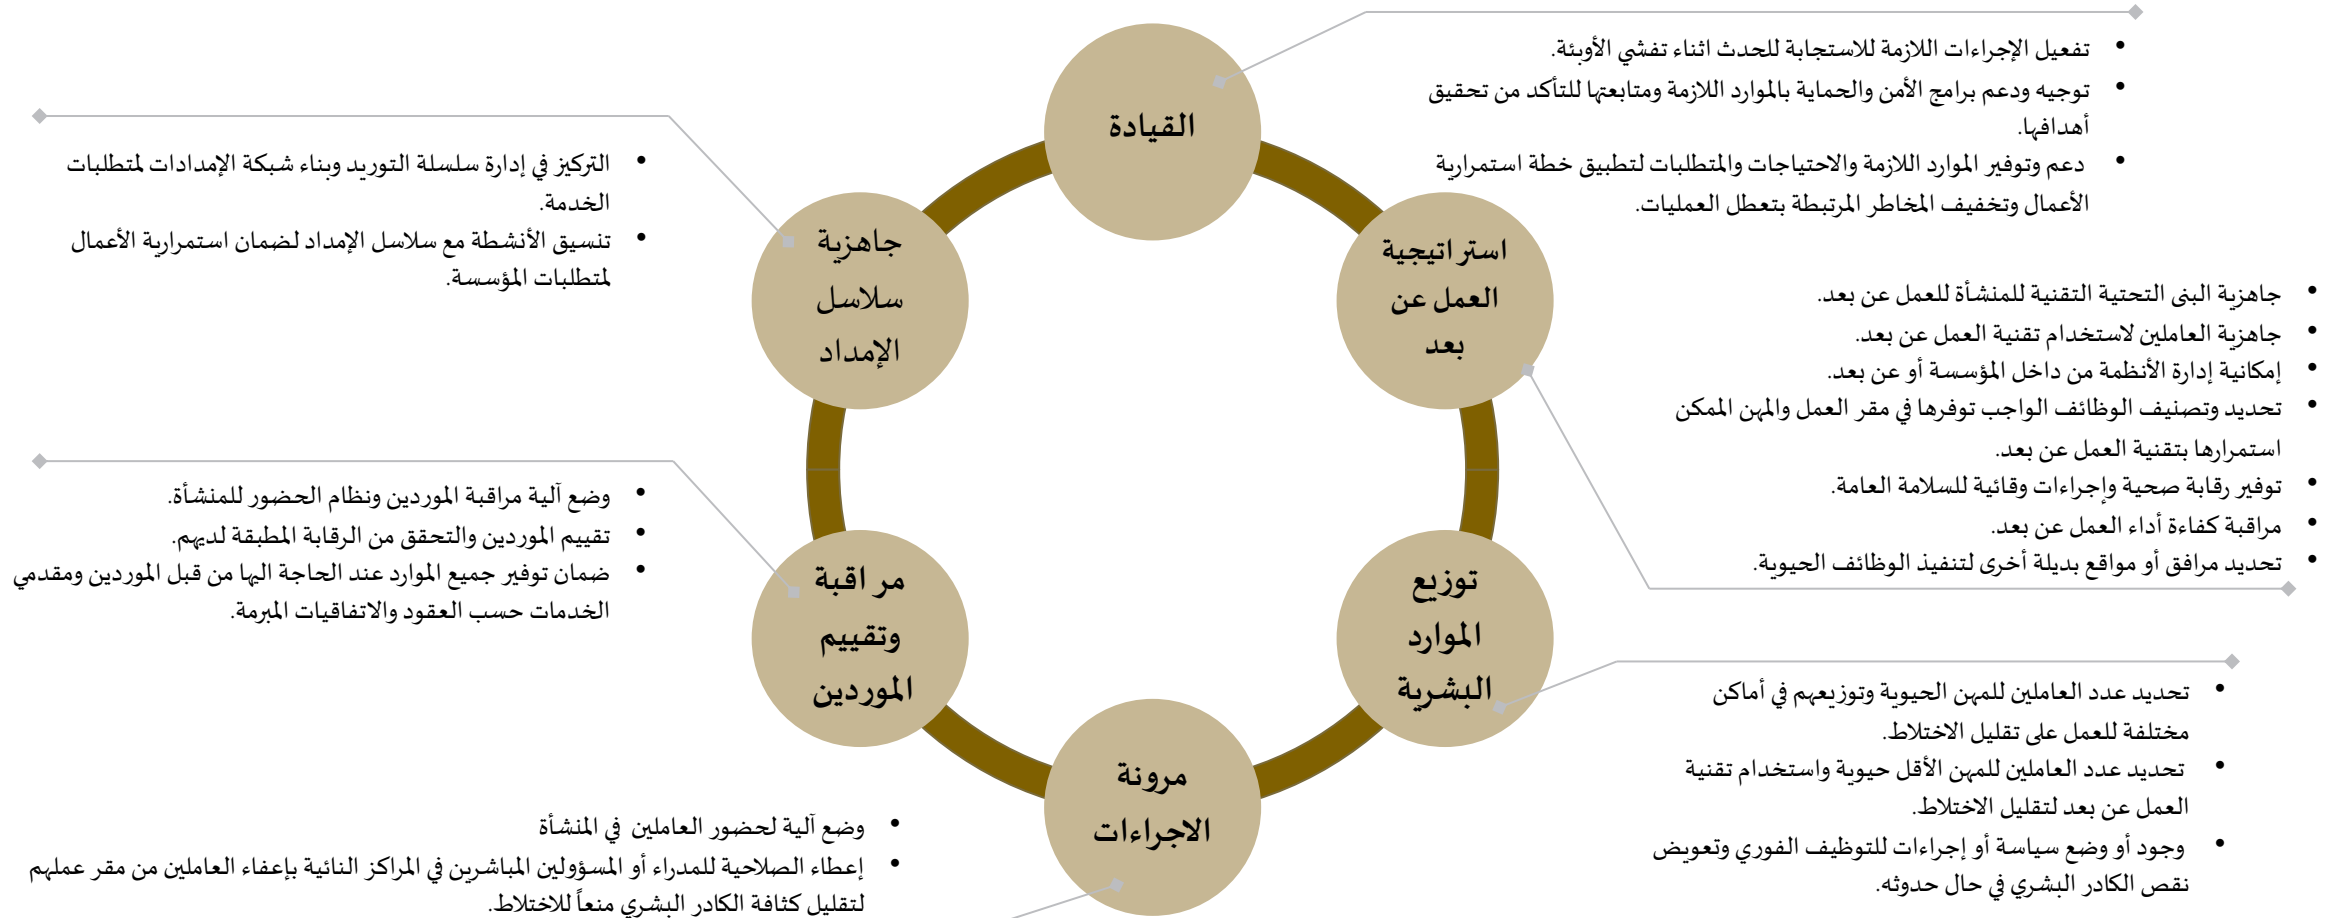 القيادة
• تفعيل الإجراءات اللازمة للاستجابة للحدث اثناء تفشي الأوبئة.
• توجيه ودعم برامج الأمن والحماية بالموارد اللازمة ومتابعتها للتأكد من تحقيق
أهدافها.
• دعم وتوفير الموارد اللازمة والاحتياجات والمتطلبات لتطبيق خطة استمرارية
الأعمال وتخفيف المخاطر المرتبطة بتعطل العمليات.
استراتيجية
العمل عن
بعد
• جاهزية البنى التحتية التقنية للمنشأة للعمل عن بعد.
• جاهزية العاملين لاستخدام تقنية العمل عن بعد.
• إمكانية إدارة الأنظمة من داخل المؤسسة أو عن بعد.
• تحديد وتصنيف الوظائف الواجب توفرها في مقر العمل والمهن الممكن
استمرارها بتقنية العمل عن بعد.
• توفير رقابة صحية وإجراءات وقائية للسلامة العامة.
• مراقبة كفاءة أداء العمل عن بعد.
• تحديد مرافق أو مواقع بديلة أخرى لتنفيذ الوظائف الحيوية.
توزيع
الموارد
البشرية
• تحديد عدد العاملين للمهن الحيوية وتوزيعهم في أماكن
مختلفة للعمل على تقليل الاختلاط.
• تحديد عدد العاملين للمهن الأقل حيوية واستخدام تقنية
العمل عن بعد لتقليل الاختلاط.
• وجود أو وضع سياسة أو إجراءات للتوظيف الفوري وتعويض
نقص الكادر البشري في حال حدوثه.
مرونة
الاجراءات
• وضع آلية لحضور العاملين في المنشأة
• إعطاء الصلاحية للمدراء أو المسؤولين المباشرين في المراكز النائية بإعفاء العاملين من مقر عملهم
لتقليل كثافة الكادر البشري منعاً للاختلاط.
مراقبة
وتقييم
الموردين
• وضع آلية مراقبة الموردين ونظام الحضور للمنشأة.
• تقييم الموردين والتحقق من الرقابة المطبقة لديهم.
• ضمان توفير جميع الموارد عند الحاجة اليها من قبل الموردين ومقدمي
الخدمات حسب العقود والاتفاقيات المبرمة.
جاهزية
سلاسل
الإمداد
• التركيز في إدارة سلسلة التوريد وبناء شبكة الإمدادات لمتطلبات
الخدمة.
• تنسيق الأنشطة مع سلاسل الإمداد لضمان استمرارية الأعمال
لمتطلبات المؤسسة.